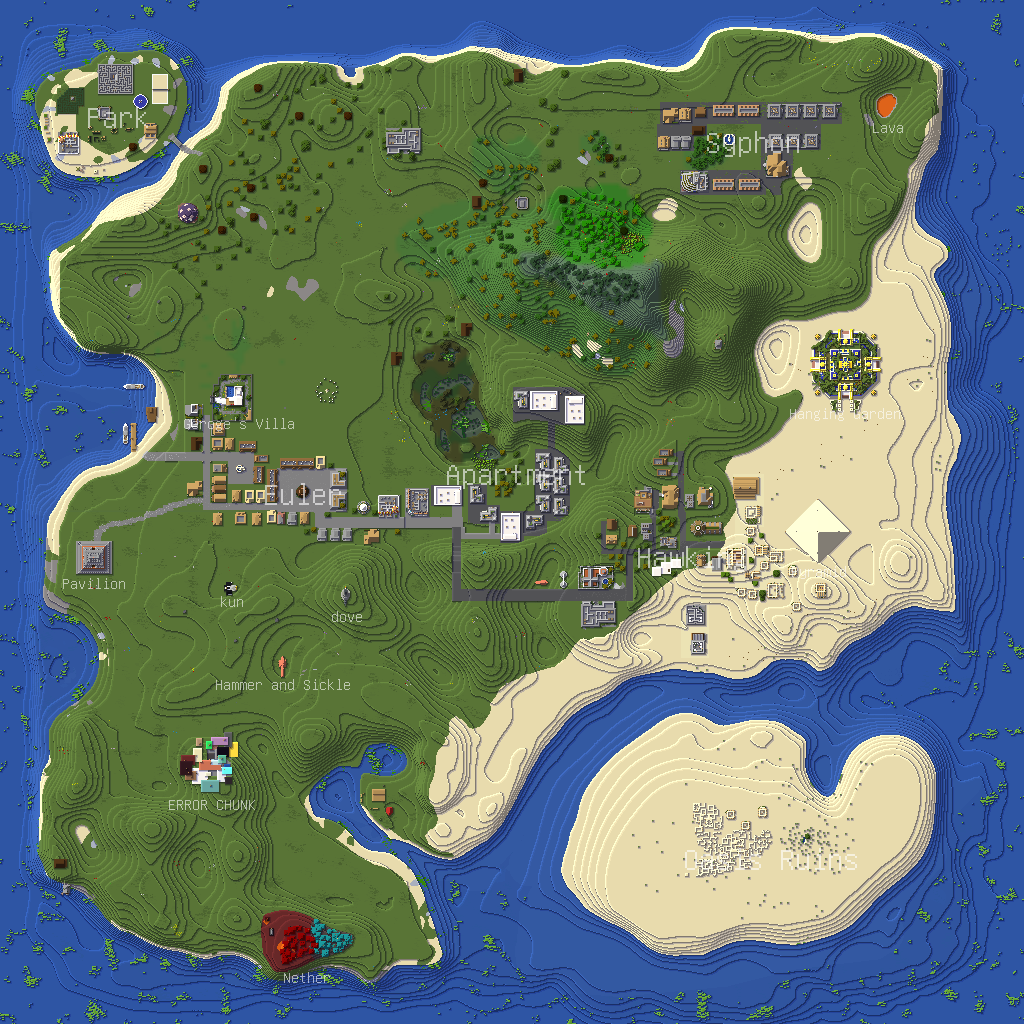 Park
Sgphon
Lava
Hanging Garden
George's Villa
Apartment
Euler
Hawking
Pavilion
kun
dove
Hammer and Sickle
ERROR CHUNK
Ruins
Nether